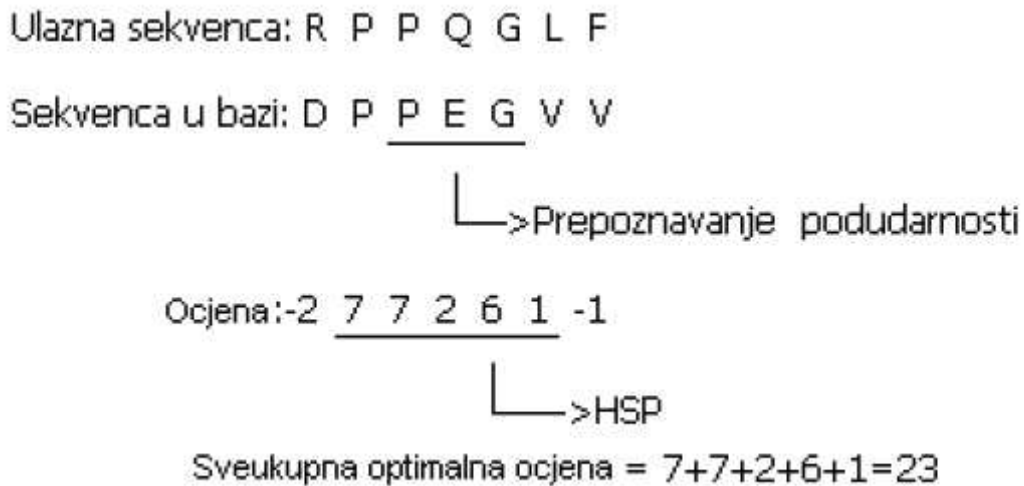 Ulazna sekvenca: R P P Q G L F
Sekvenca u bazi: D P P E G V V
>Prepoznavanje podudarnosti
Ocjena:-2 7 7 2 6 1 -1
>HSP
Sveukupna optimalna ocjena = 7+7+2+6+1=23